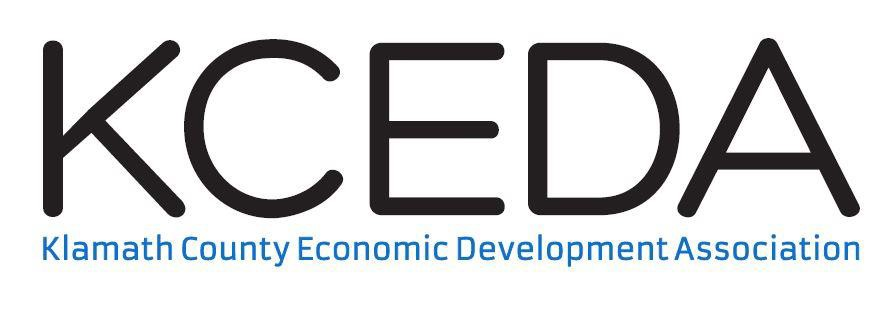 KCEDA
Klamath County Economic Development Association